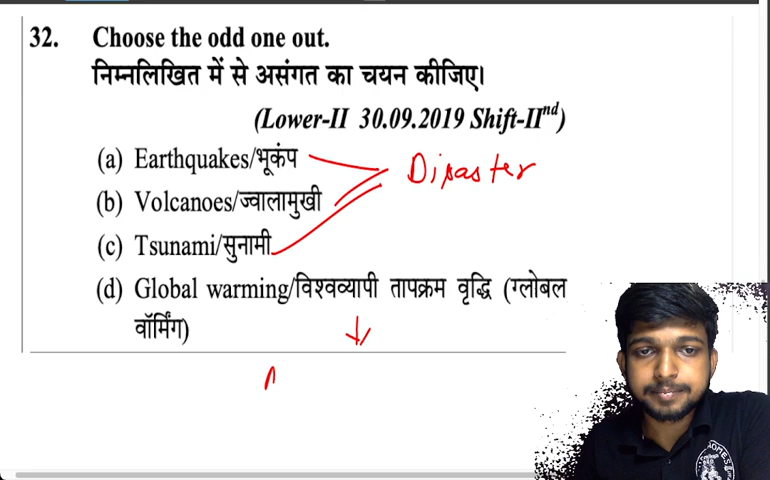 32. Choose the odd one out.
निम्नलिखित में से असंगत का चयन कीजिए।
(Lower-II 30.09.2019 Shift-IInd)
(a) Earthquakes/भूकंप
Disaster
(b) Volcanoes/ज्वालामुखी
(c) Tsunami/सुनामी
(d) Global warming/विश्वव्यापी तापक्रम वृद्धि (ग्लोबल
वॉर्मिंग)